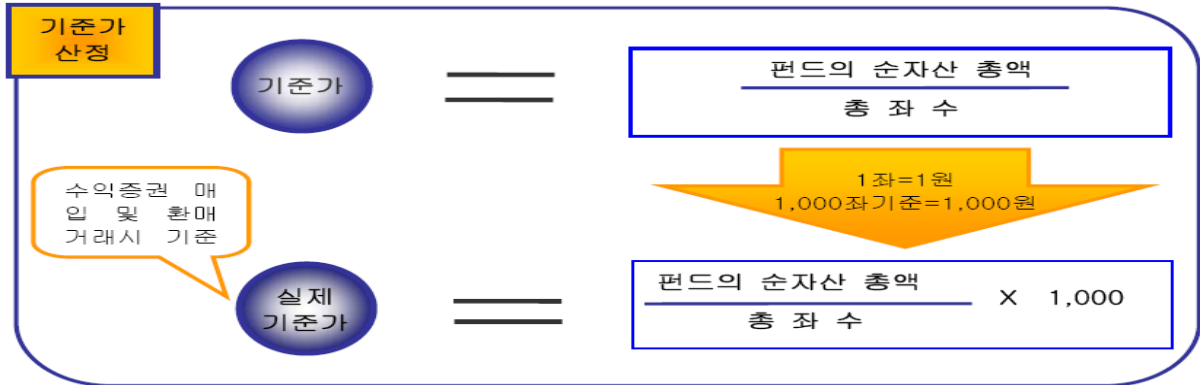 기준가
산정
기준가
펀드의 순자산 총액
총 좌 수
수익증권 매
입 및 환매
거래시 기준
1좌=1원
1,000좌기준=1,000원
실제
기준가
펀드의 순자산 총액
총 좌 수
X 1,000